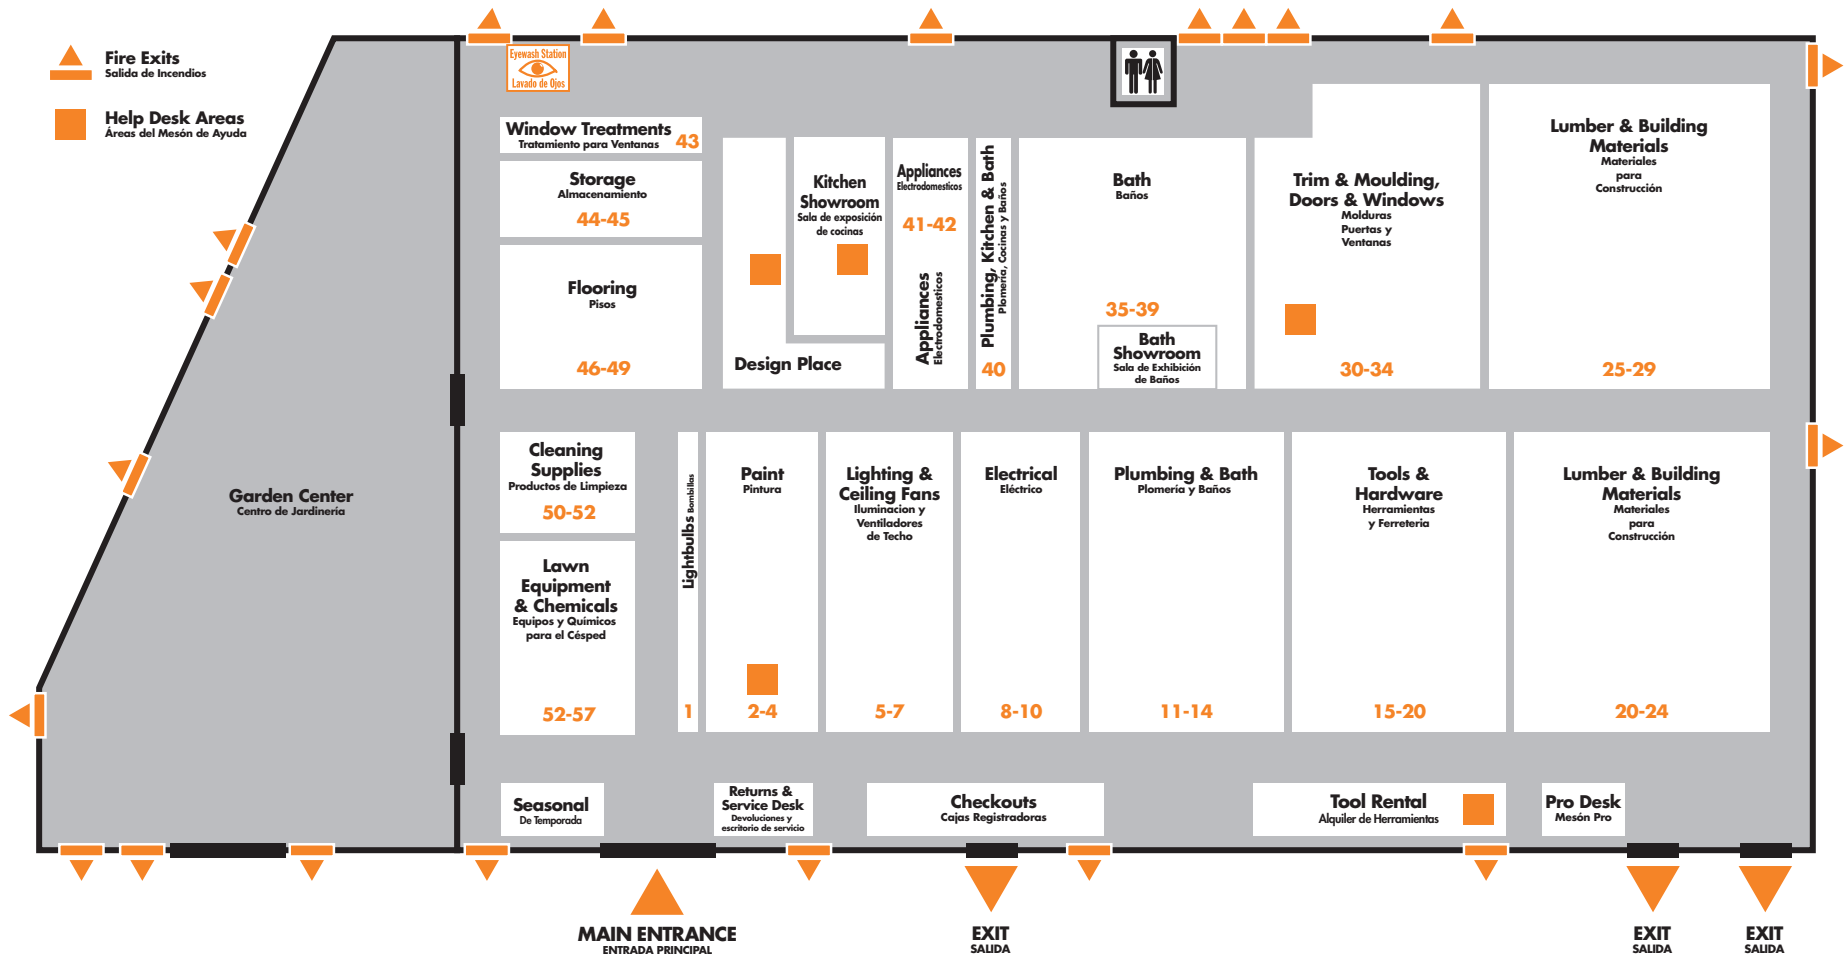 Fire Exits
Salida de Incendios
Help Desk Areas
Áreas del Mesón de Ayuda
Eyewash Station
Lavado de Ojos
Window Treatments
Tratamiento para Ventanas
43
Storage
Almacenamiento
44-45
Flooring
Pisos
46-49
Design Place
Kitchen
Showroom
Sala de exposición
de cocinas
Appliances
Electrodomesticos
41-42
Appliances
Electrodomesticos
Plumbing, Kitchen & Bath
Plomería, Cocinas y Baños
40
Bath
Baños
35-39
Bath
Showroom
Sala de Exhibición
de Baños
Trim & Moulding,
Doors & Windows
Molduras
Puertas y
Ventanas
30-34
Lumber & Building
Materials
Materiales
para
Construcción
25-29
Garden Center
Centro de Jardinería
Cleaning
Supplies
Productos de Limpieza
50-52
Lawn
Equipment
& Chemicals
Equipos y Químicos
para el Césped
52-57
Lightbulbs Bombillas
1
Paint
Pintura
2-4
Lighting &
Ceiling Fans
Iluminacion y
Ventiladores
de Techo
5-7
Electrical
Eléctrico
8-10
Plumbing & Bath
Plomería y Baños
11-14
Tools &
Hardware
Herramientas
y Ferreteria
15-20
Lumber & Building
Materials
Materiales
para
Construcción
20-24
Seasonal
De Temporada
Returns &
Service Desk
Devoluciones y
escritorio de servicio
Checkouts
Cajas Registradoras
Tool Rental
Alquiler de Herramientas
Pro Desk
Mesón Pro
MAIN ENTRANCE
ENTRADA PRINCIPAL
EXIT
SALIDA
EXIT
SALIDA
EXIT
SALIDA